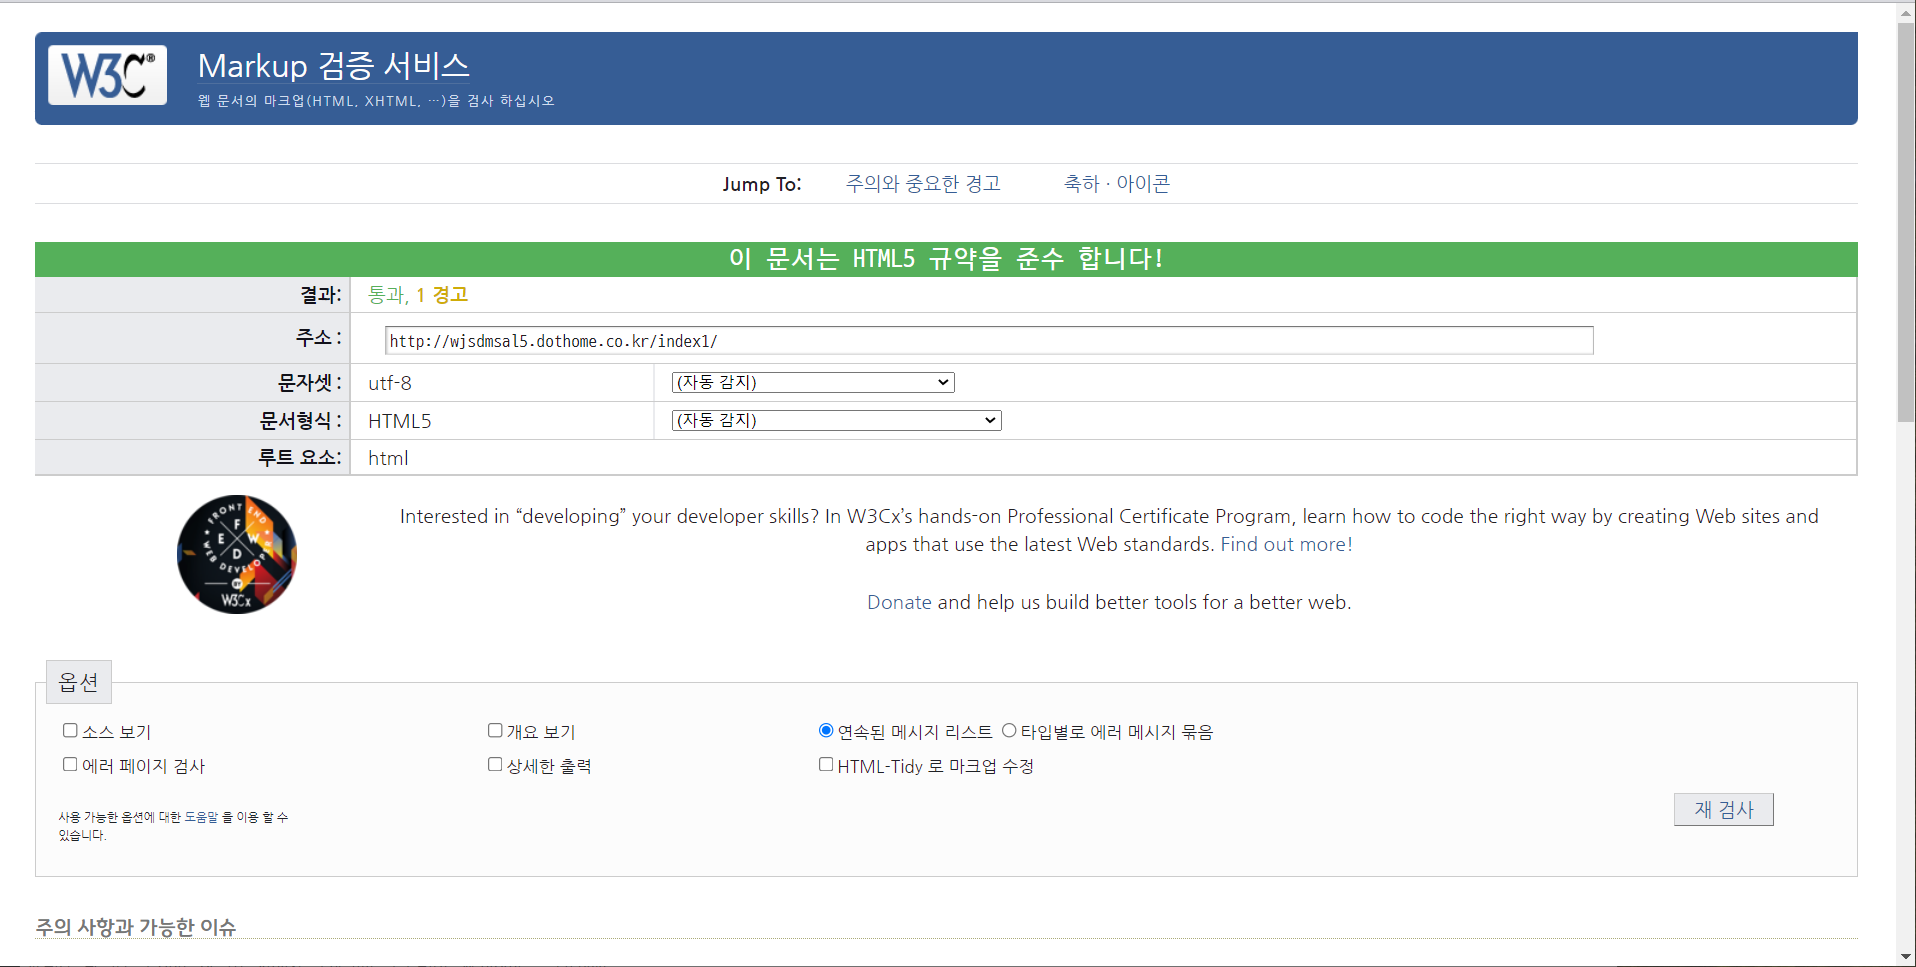 W3C®
Markup 검증 서비스
웹 문서의 마크업(HTML, XHTML, …)을 검사 하십시오
Jump To: 주의와 중요한 경고 축하 · 아이콘
이 문서는 HTML5 규약을 준수 합니다!
결과: 통과, 1 경고
주소 : http://wjsdmsal5.dothome.co.kr/index1/
문자셋 : utf-8 (자동 감지)
문서형식 : HTML5 (자동 감지)
루트 요소: html
FRONT END
F
E W
D
WEB DEVELOPER
W3Cx
Interested in “developing” your developer skills? In W3Cx’s hands-on Professional Certificate Program, learn how to code the right way by creating Web sites and
apps that use the latest Web standards. Find out more!
Donate and help us build better tools for a better web.
옵션
소스 보기 개요 보기 연속된 메시지 리스트 타입별로 에러 메시지 묶음
에러 페이지 검사 상세한 출력 HTML-Tidy 로 마크업 수정
사용 가능한 옵션에 대한 도움말 를 이용 할 수
있습니다.
재 검사
주의 사항과 가능한 이슈